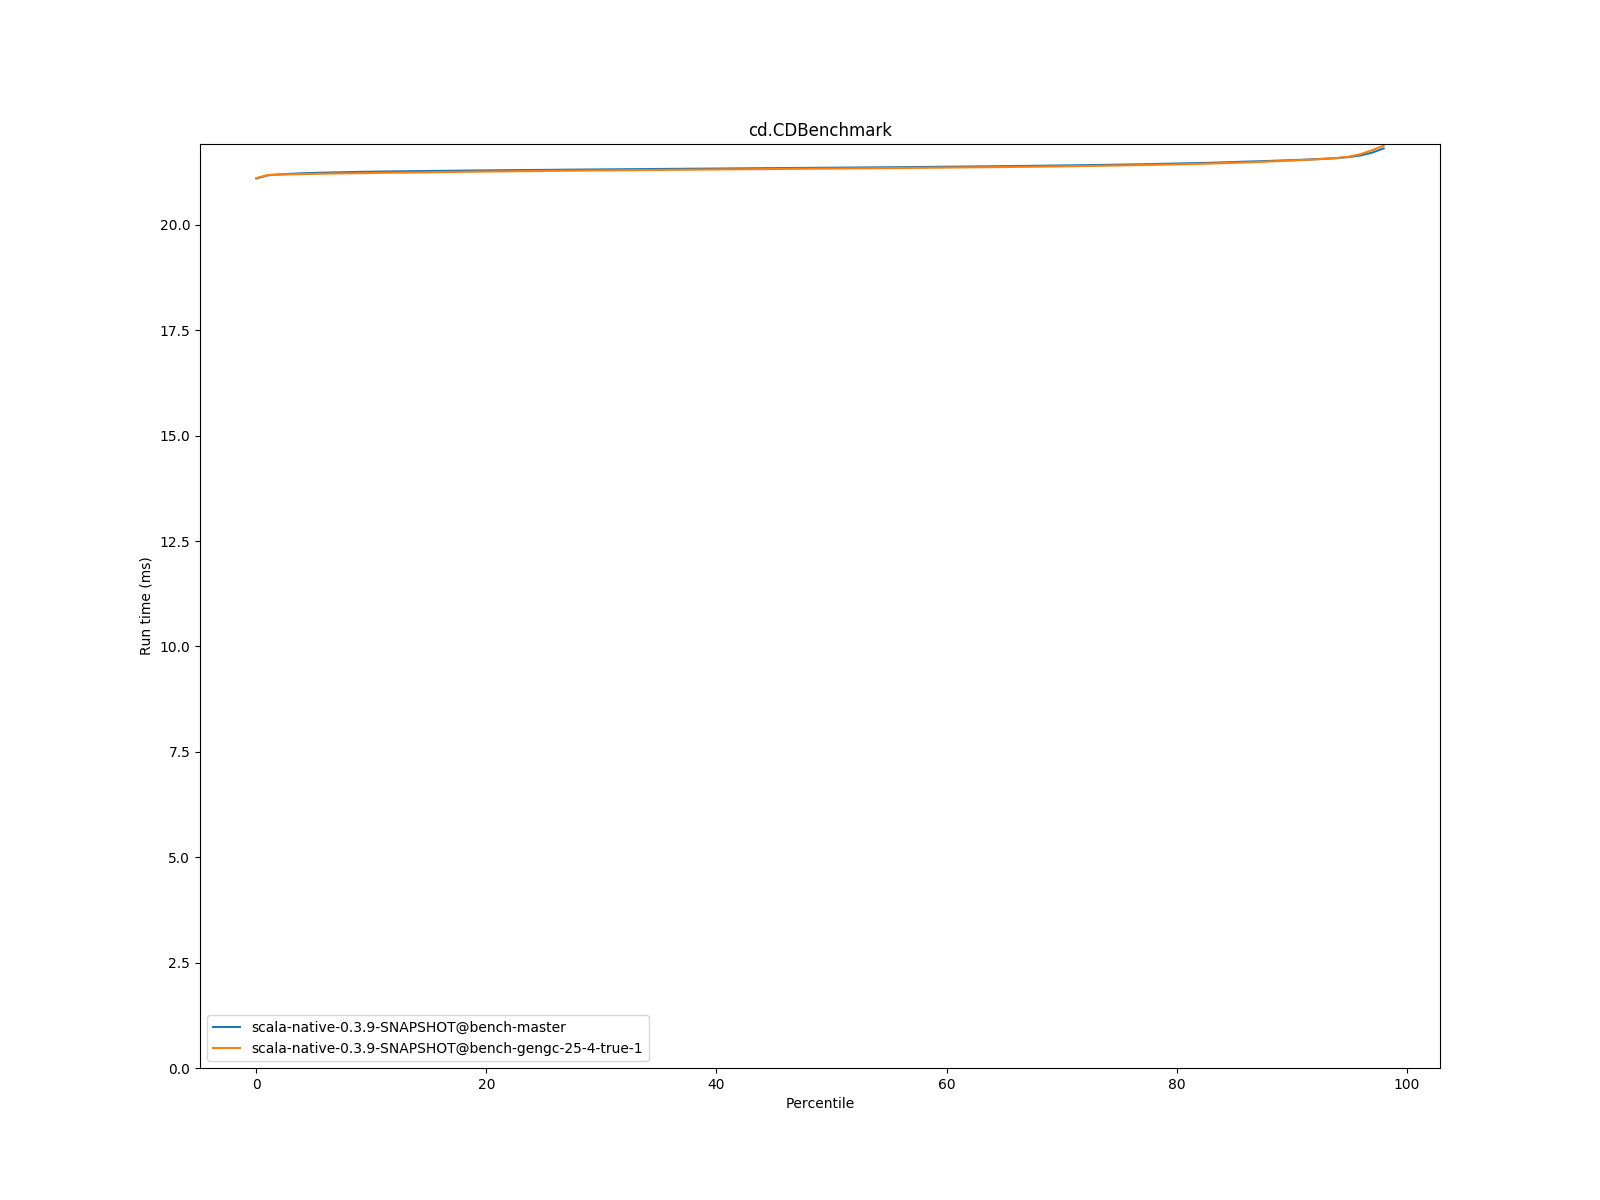 cd.CDBenchmark
Run time (ms)
20.0
17.5
15.0
12.5
10.0
7.5
5.0
2.5
0.0
scala-native-0.3.9-SNAPSHOT@bench-master
scala-native-0.3.9-SNAPSHOT@bench-gengc-25-4-true-1
0 20 40 60 80 100
Percentile